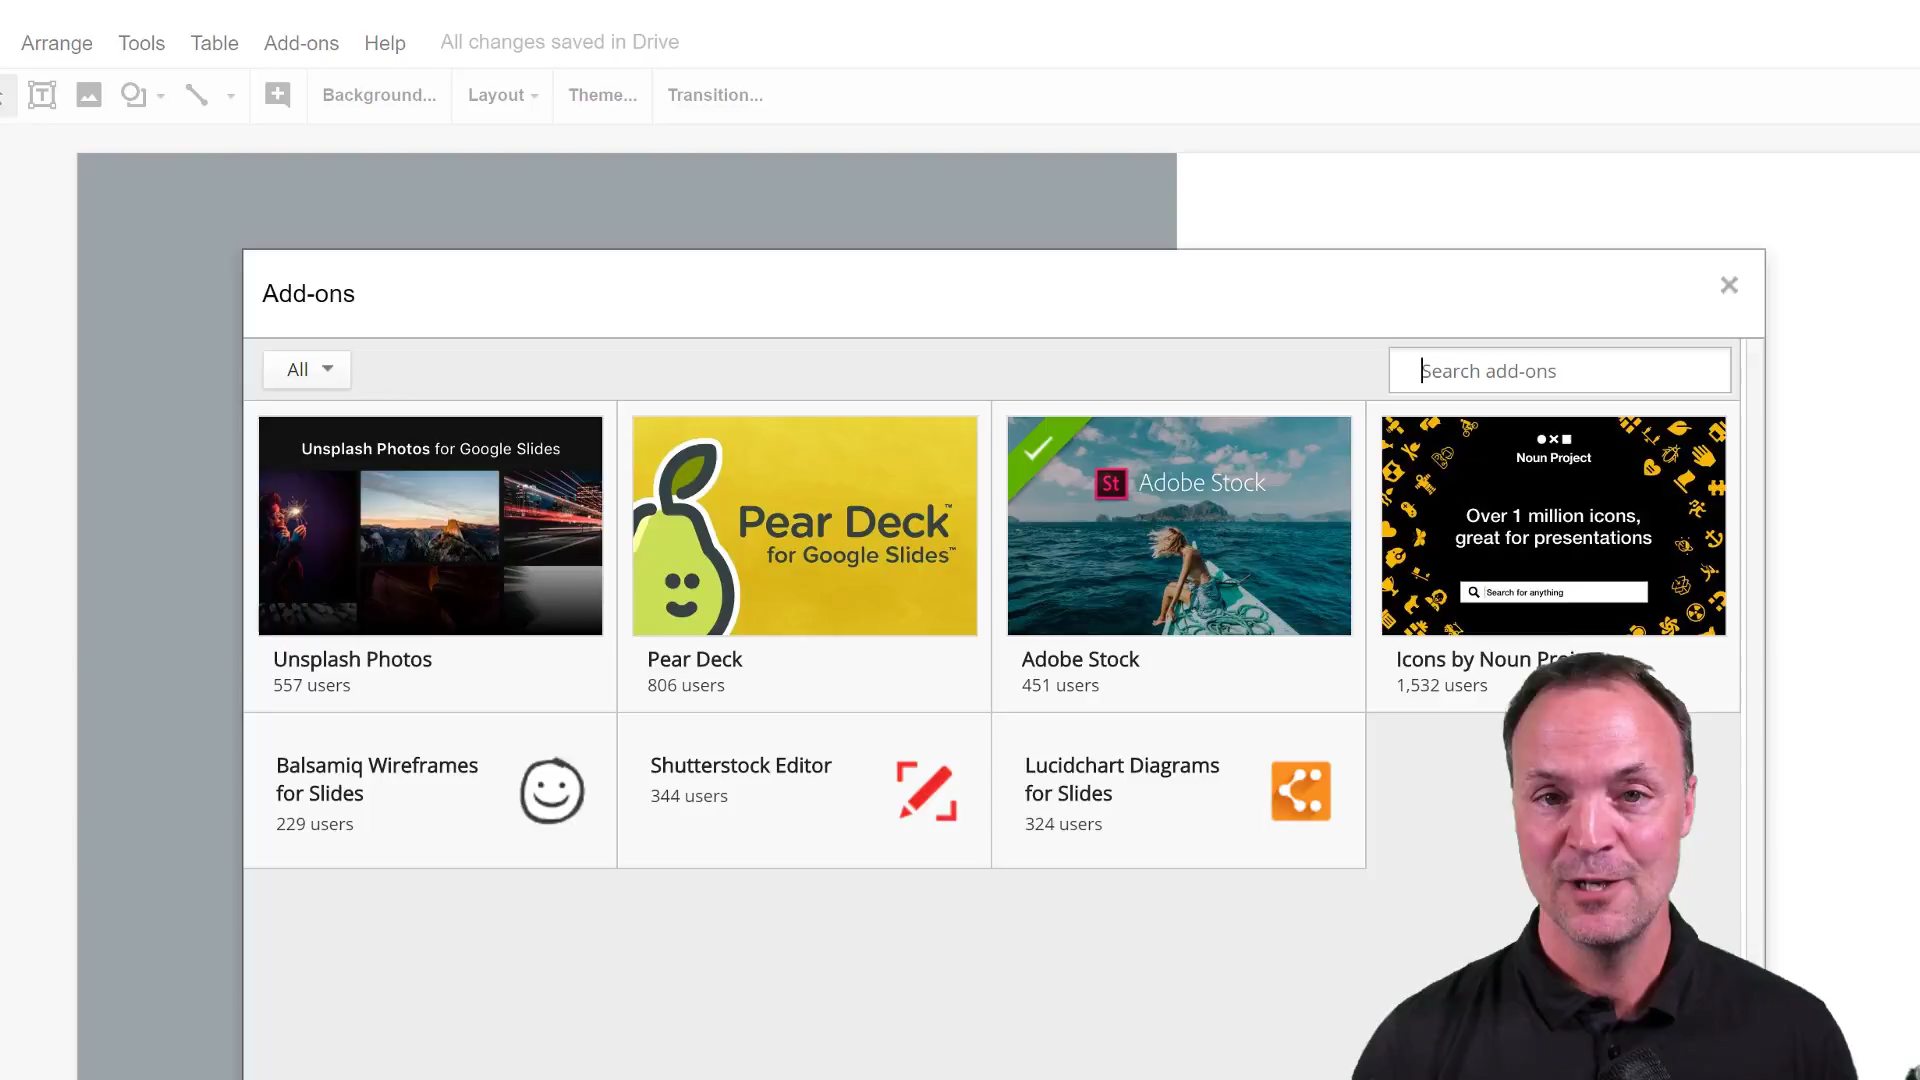 Arrange Tools Table Add-ons Help All changes saved in Drive
Background... Layout Theme... Transition...
Add-ons
All
Search add-ons
Unsplash Photos for Google Slides
Pear Deck™
for Google Slides™
St Adobe Stock
Noun Project
Over 1 million icons,
great for presentations
Search for anything
Unsplash Photos
557 users
Pear Deck
806 users
Adobe Stock
451 users
Icons by Noun
1,532 users
Balsamiq Wireframes
for Slides
229 users
Shutterstock Editor
344 users
Lucidchart Diagrams
for Slides
324 users